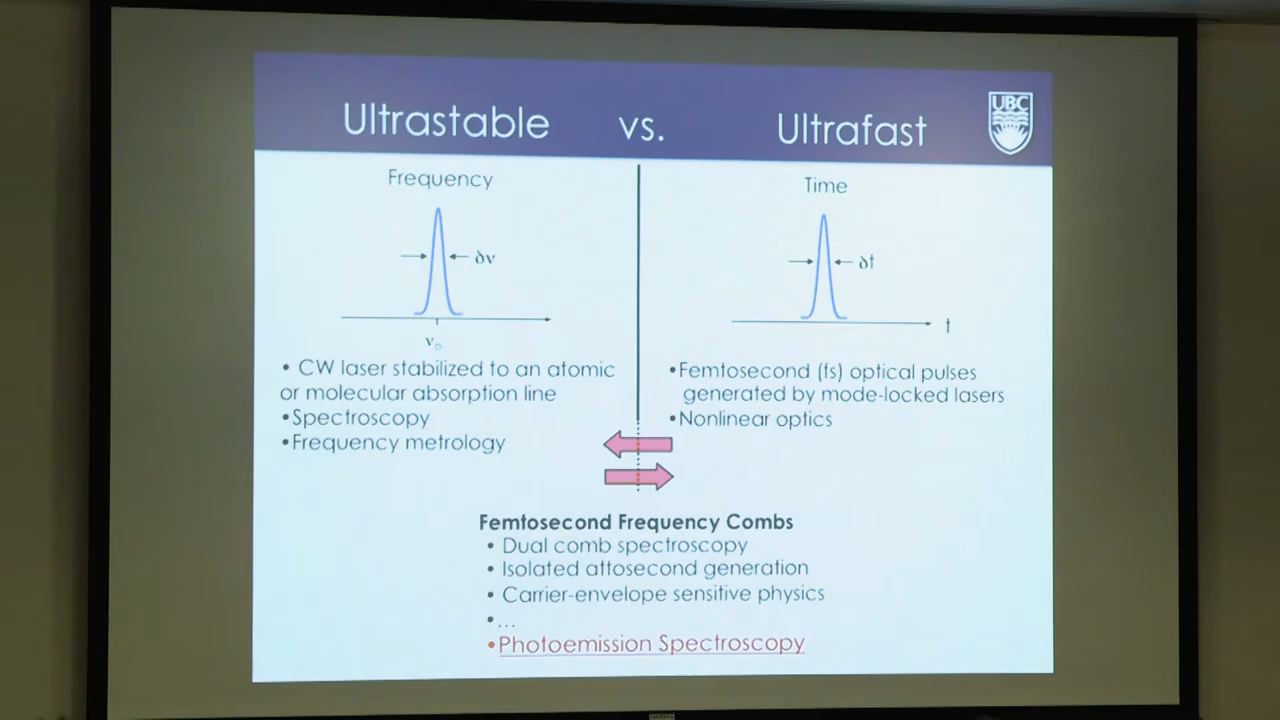 Ultrastable vs. Ultrafast
UBC
Frequency
δν
ν₀
• CW laser stabilized to an atomic
or molecular absorption line
•Spectroscopy
•Frequency metrology
Time
δt
t
•Femtosecond (fs) optical pulses
generated by mode-locked lasers
•Nonlinear optics
Femtosecond Frequency Combs
• Dual comb spectroscopy
• Isolated attosecond generation
• Carrier-envelope sensitive physics
•...
•Photoemission Spectroscopy